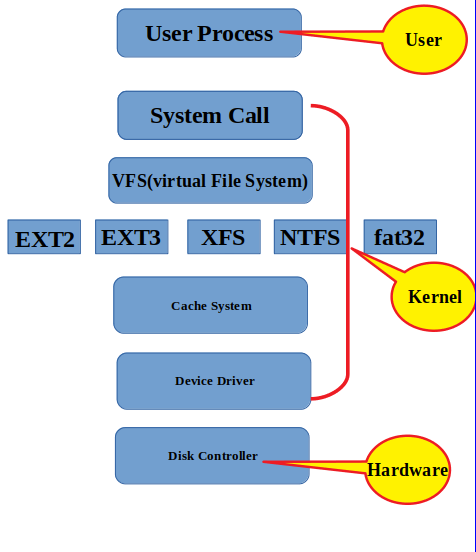 User Process
User
System Call
VFS(virtual File System)
EXT2 EXT3 XFS NTFS fat32
Cache System
Kernel
Device Driver
Disk Controller
Hardware